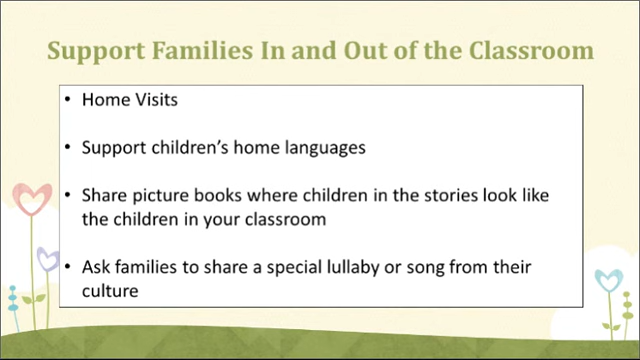 Support Families In and Out of the Classroom
• Home Visits
• Support children's home languages
• Share picture books where children in the stories look like
the children in your classroom
• Ask families to share a special lullaby or song from their
culture